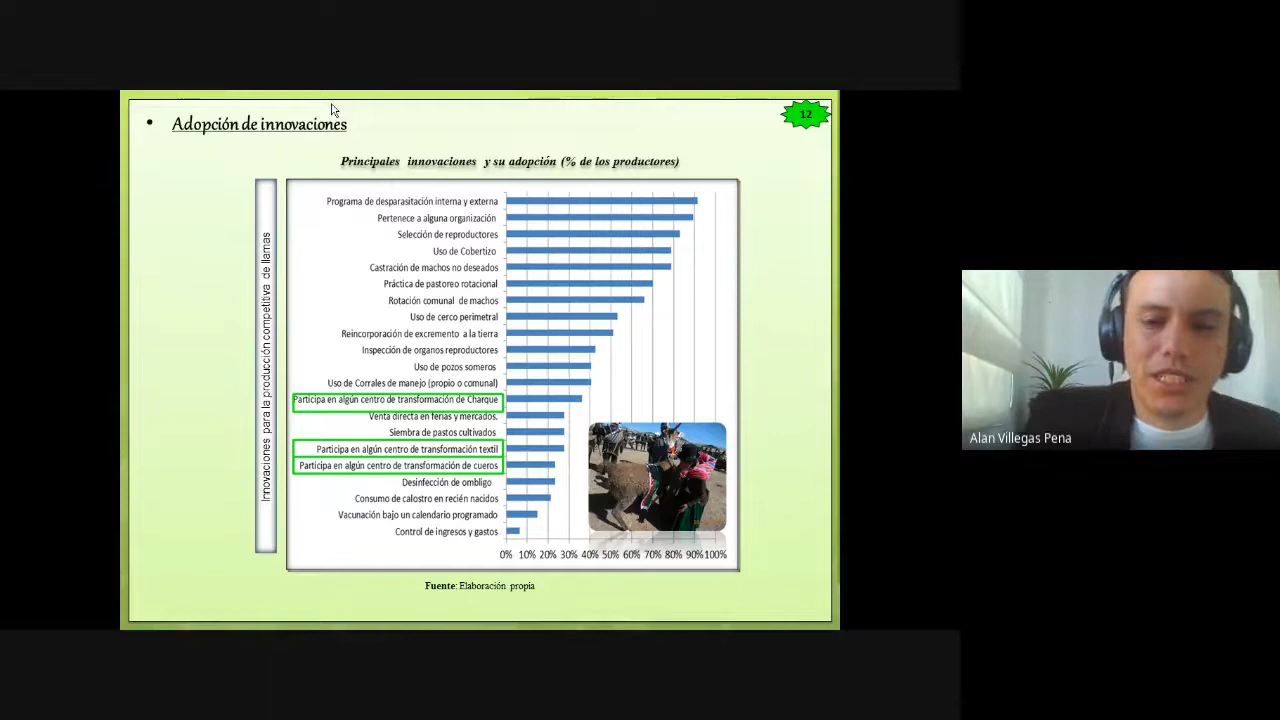 • Adopción de innovaciones
12
Principales innovaciones y su adopción (% de los productores)
Innovaciones para la producción competitiva de llamas
Programa de desparasitación interna y externa
Pertenece a alguna organización
Selección de reproductores
Uso de Cobertizo
Castración de machos no deseados
Práctica de pastoreo rotacional
Rotación comunal de machos
Uso de cerco perimetral
Reincorporación de excremento a la tierra
Inspección de organos reproductores
Uso de pozos someros
Uso de Corrales de manejo (propio o comunal)
Participa en algún centro de transformación de Charque
Venta directa en ferias y mercados.
Siembra de pastos cultivados
Participa en algún centro de transformación textil
Participa en algún centro de transformación de cueros
Desinfección de ombligo
Consumo de calostro en recién nacidos
Vacunación bajo un calendario programado
Control de ingresos y gastos
0% 10% 20% 30% 40% 50% 60% 70% 80% 90% 100%
Fuente: Elaboración propia
Alan Villegas Pena